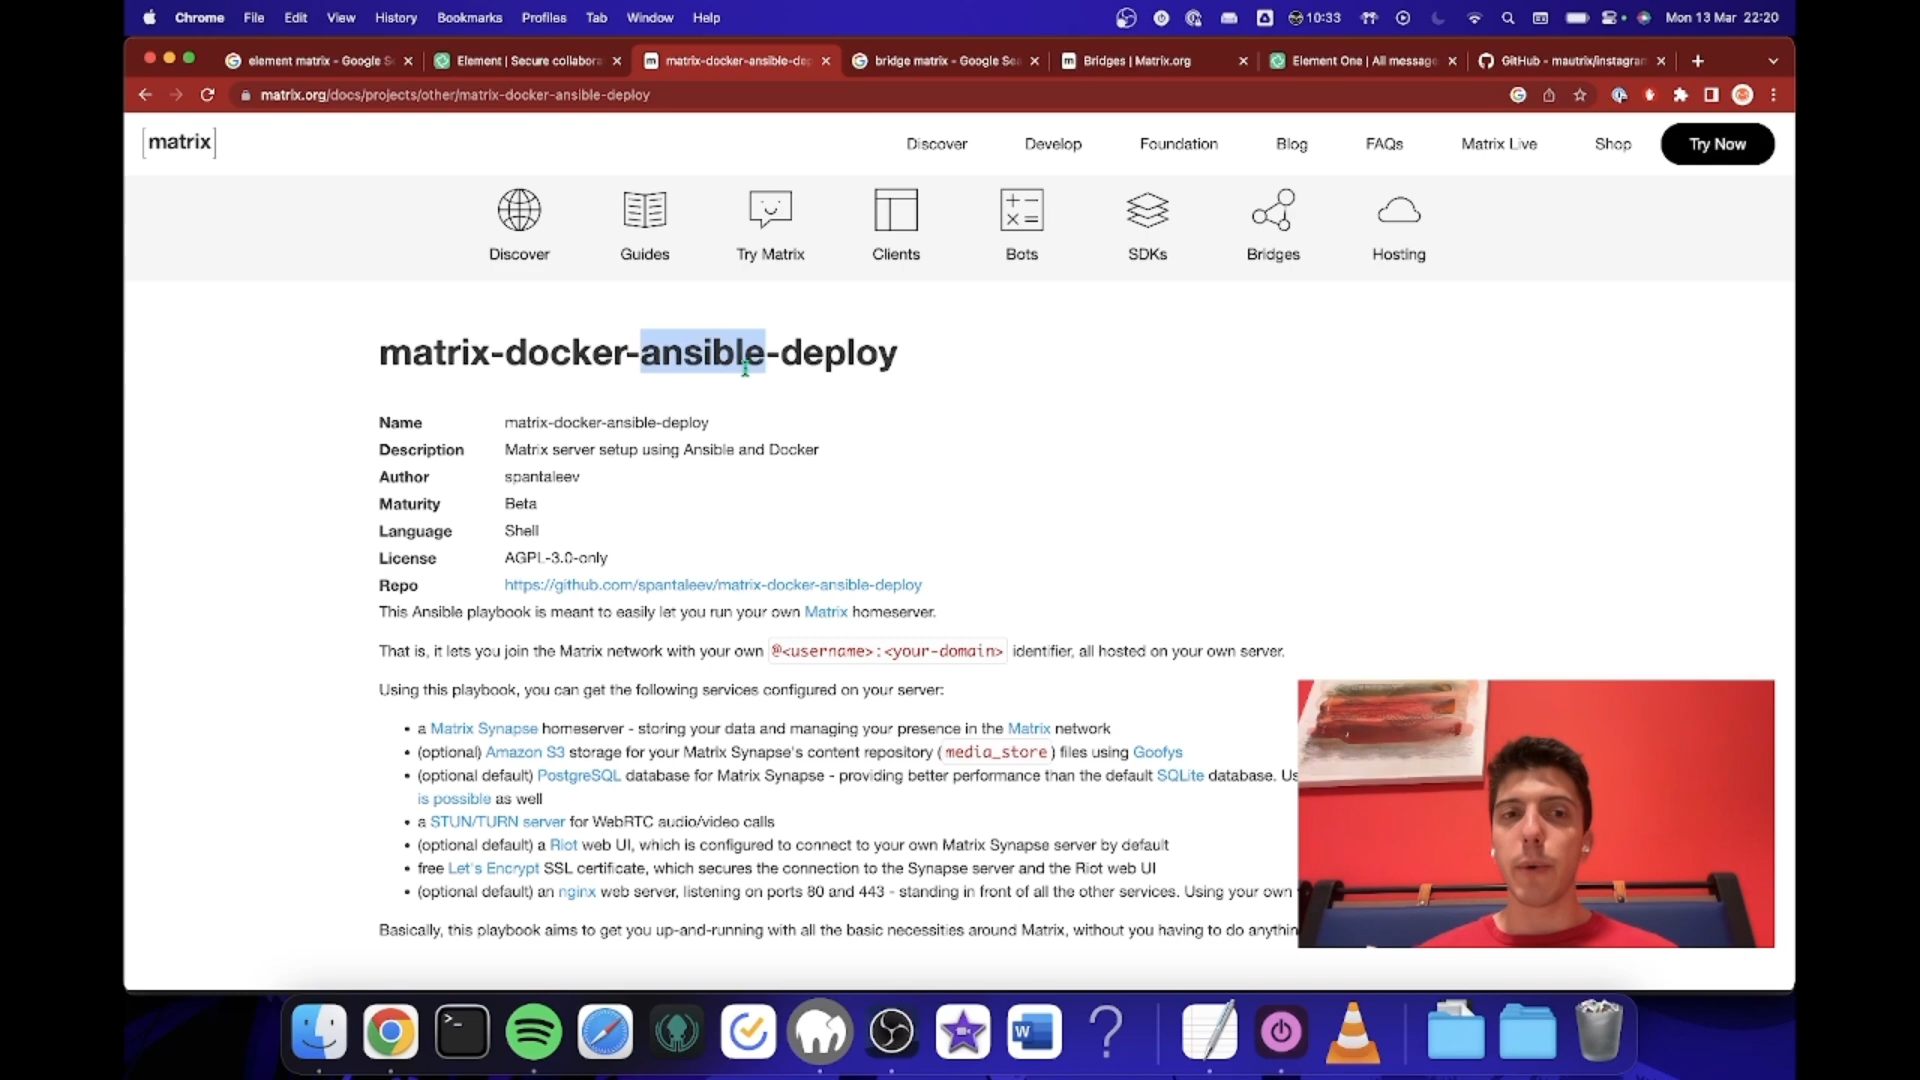 Chrome File Edit View History Bookmarks Profiles Tab Window Help 10:33 Mon 13 Mar 22:20
element matrix - Google S
Element | Secure collabora
matrix-docker-ansible-dep
bridge matrix - Google Sea
Bridges | Matrix.org
Element One | All message
GitHub - mautrix/instagram
matrix.org/docs/projects/other/matrix-docker-ansible-deploy
[matrix]
Discover Develop Foundation Blog FAQs Matrix Live Shop Try Now
Discover Guides Try Matrix Clients Bots SDKs Bridges Hosting
matrix-docker-ansible-deploy
Name matrix-docker-ansible-deploy
Description Matrix server setup using Ansible and Docker
Author spantaleev
Maturity Beta
Language Shell
License AGPL-3.0-only
Repo https://github.com/spantaleev/matrix-docker-ansible-deploy
This Ansible playbook is meant to easily let you run your own Matrix homeserver.
That is, it lets you join the Matrix network with your own @<username>:<your-domain> identifier, all hosted on your own server.
Using this playbook, you can get the following services configured on your server:
• a Matrix Synapse homeserver - storing your data and managing your presence in the Matrix network
• (optional) Amazon S3 storage for your Matrix Synapse's content repository (media_store) files using Goofys
• (optional default) PostgreSQL database for Matrix Synapse - providing better performance than the default SQLite database. Us
is possible as well
• a STUN/TURN server for WebRTC audio/video calls
• (optional default) a Riot web UI, which is configured to connect to your own Matrix Synapse server by default
• free Let's Encrypt SSL certificate, which secures the connection to the Synapse server and the Riot web UI
• (optional default) an nginx web server, listening on ports 80 and 443 - standing in front of all the other services. Using your own
Basically, this playbook aims to get you up-and-running with all the basic necessities around Matrix, without you having to do anythin